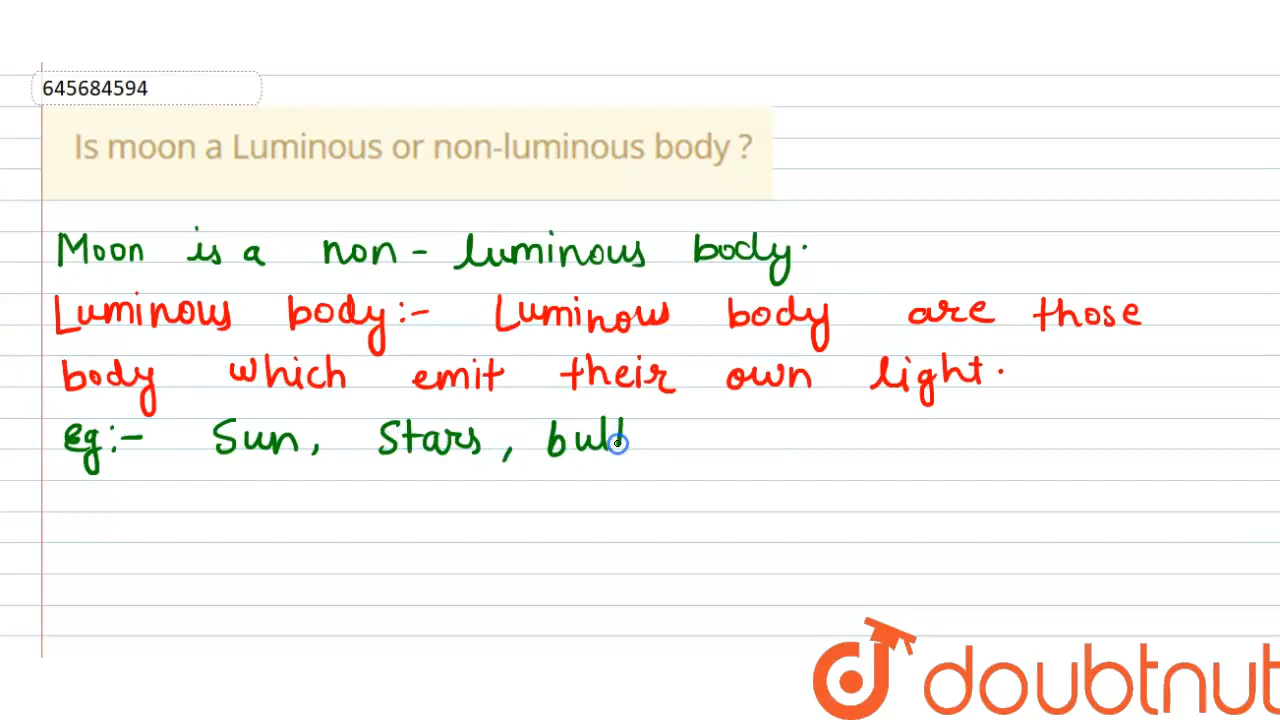 645684594
Is moon a Luminous or non-luminous body ?
Moon is a non - luminous body.
Luminous body:- Luminous body are those
body which emit their own light.
Eg:- Sun, Stars,
doubtnut